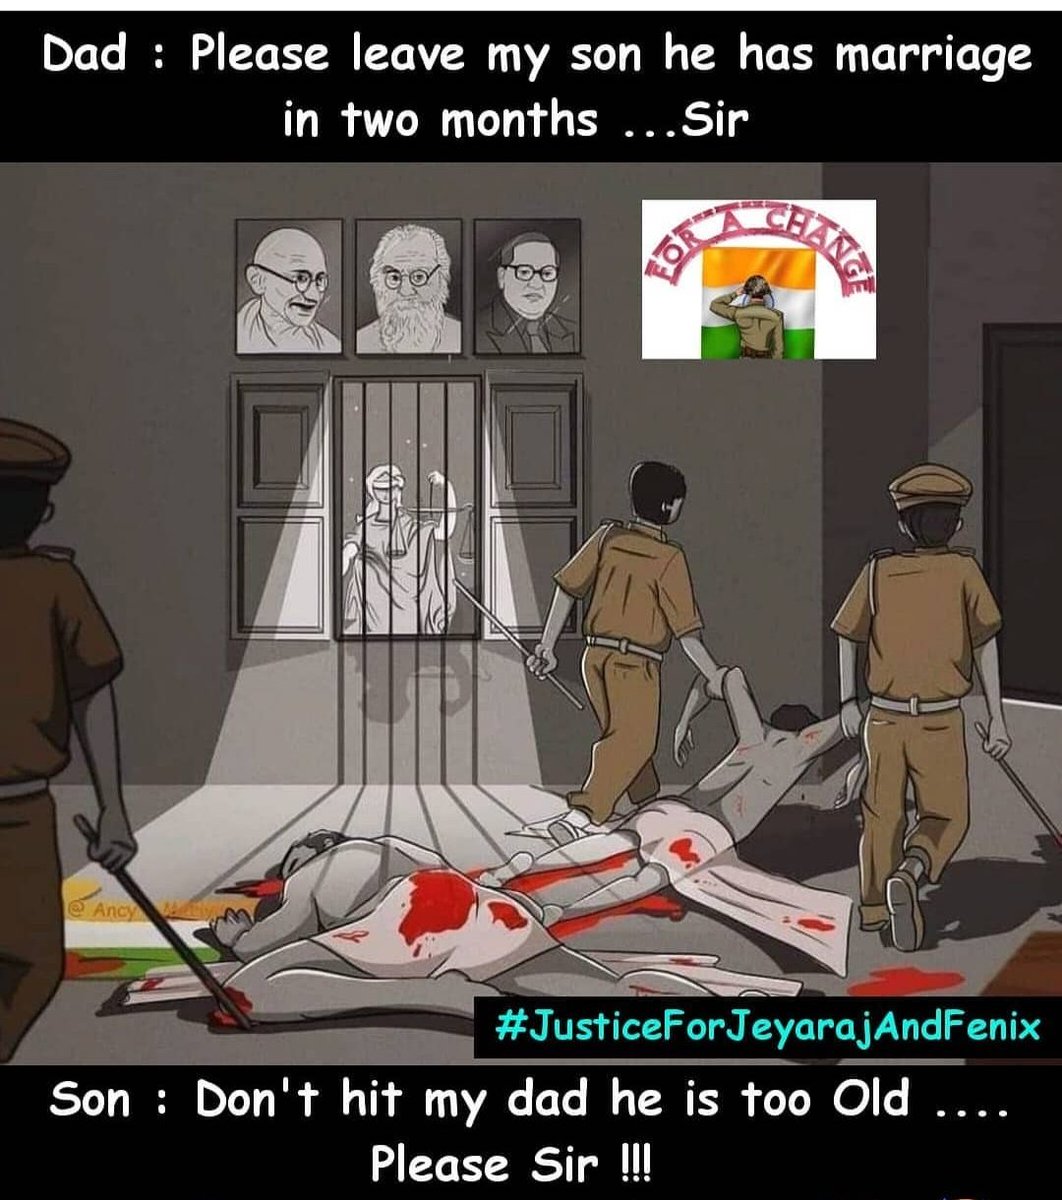 Dad : Please leave my son he has marriage
in two months ...Sir
FOR A CHANGE
@ Ancy
#JusticeForJeyarajAndFenix
Son : Don't hit my dad he is too Old ....
Please Sir !!!